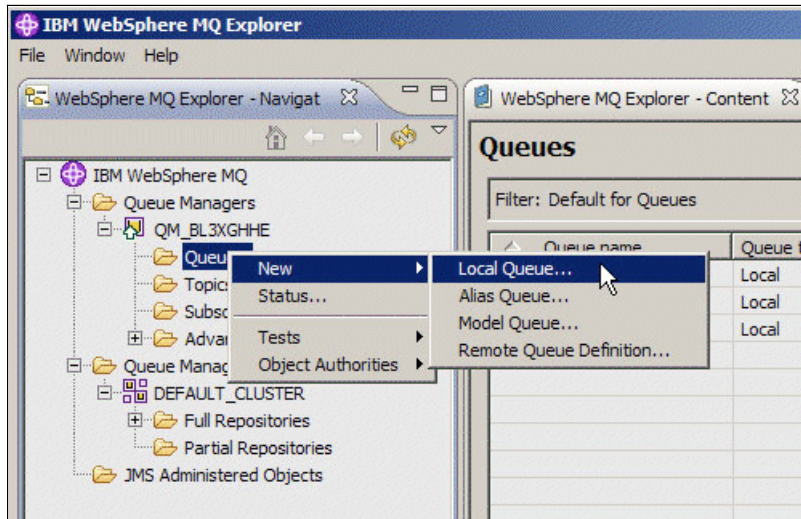 IBM WebSphere MQ Explorer
File Window Help
WebSphere MQ Explorer - Navigat
WebSphere MQ Explorer - Content
Queues
Filter: Default for Queues
Queue name
Queue t
Local
Local
Local
IBM WebSphere MQ
Queue Managers
QM_BL3XGHHE
Queu
Topic
Subsc
Advar
Queue Manag
DEFAULT_CLUSTER
Full Repositories
Partial Repositories
JMS Administered Objects
New
Status...
Tests
Object Authorities
Local Queue...
Alias Queue...
Model Queue...
Remote Queue Definition...